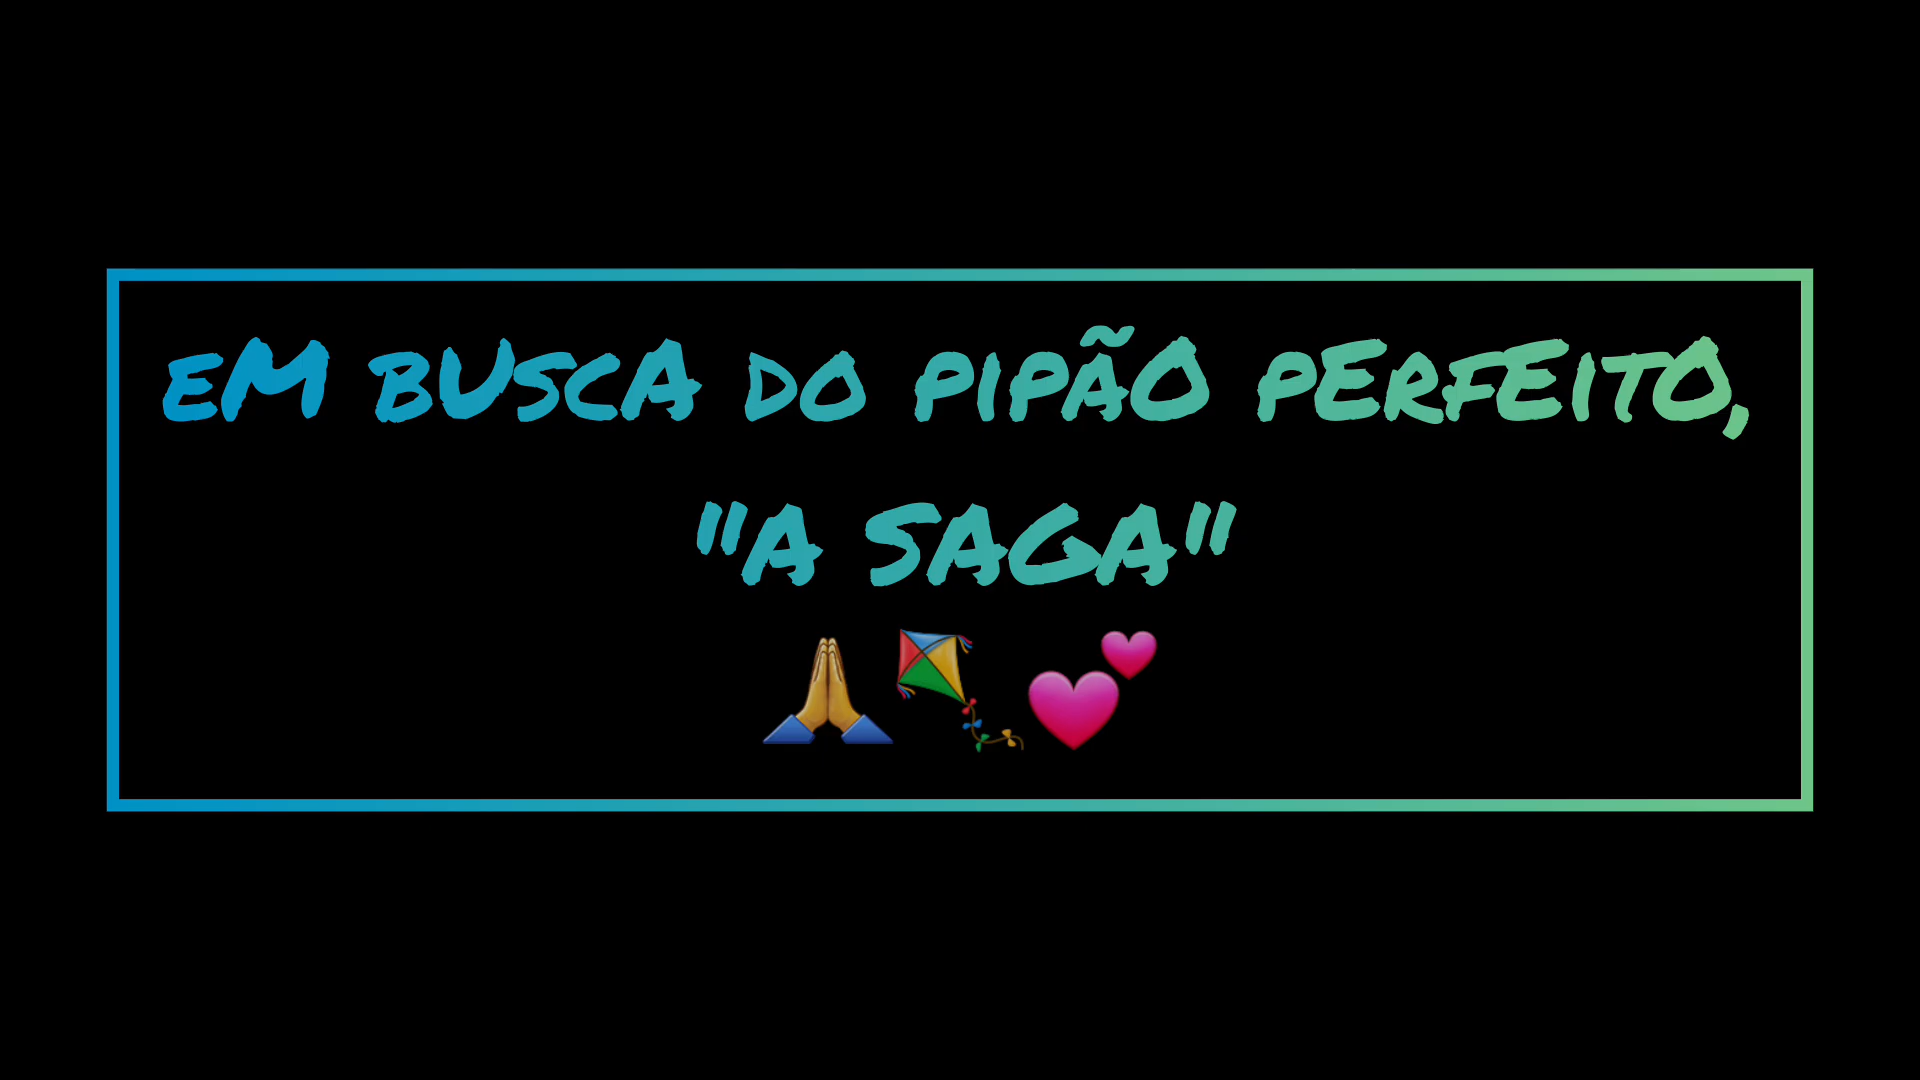 EM BUSCA DO PIPÃO PERFEITO,
"A SAGA"
🙏🪁💕